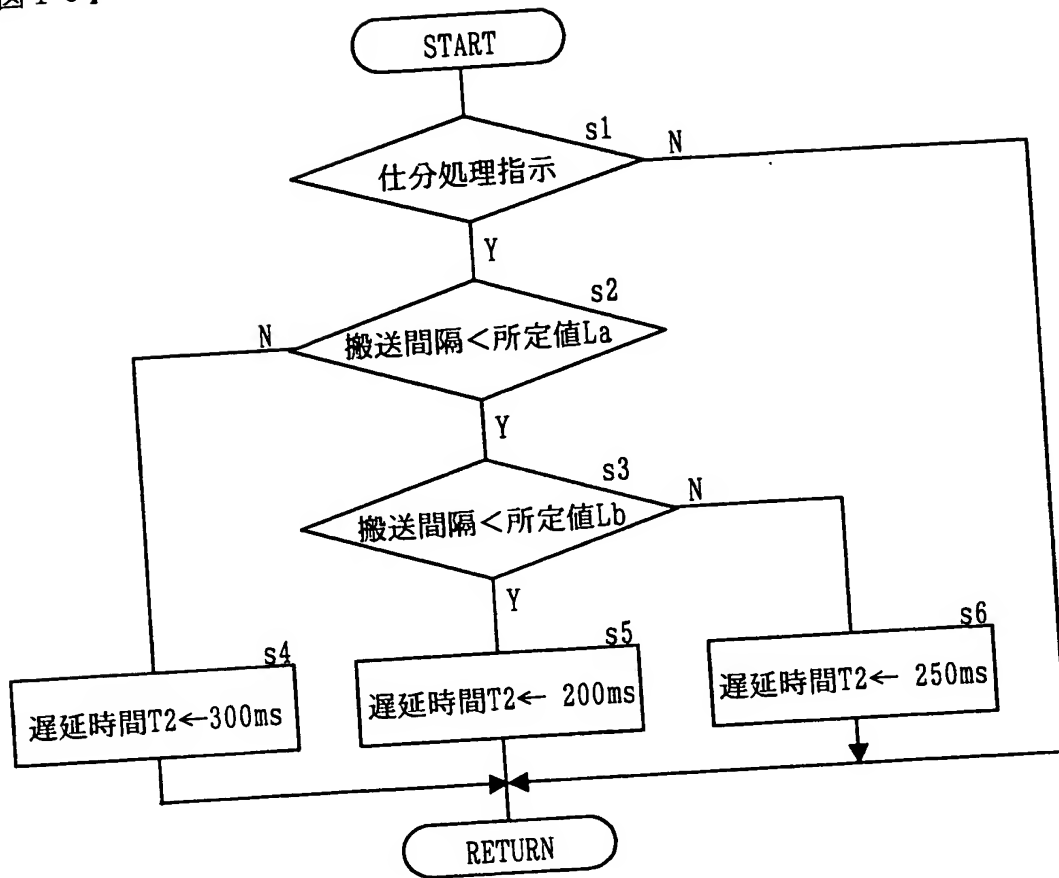 START
s1
N
仕分処理指示
Y
s2
N
搬送間隔<所定値La
Y
s3
N
搬送間隔<所定値Lb
Y
s4
遅延時間T2←300ms
s5
遅延時間T2← 200ms
s6
遅延時間T2← 250ms
RETURN